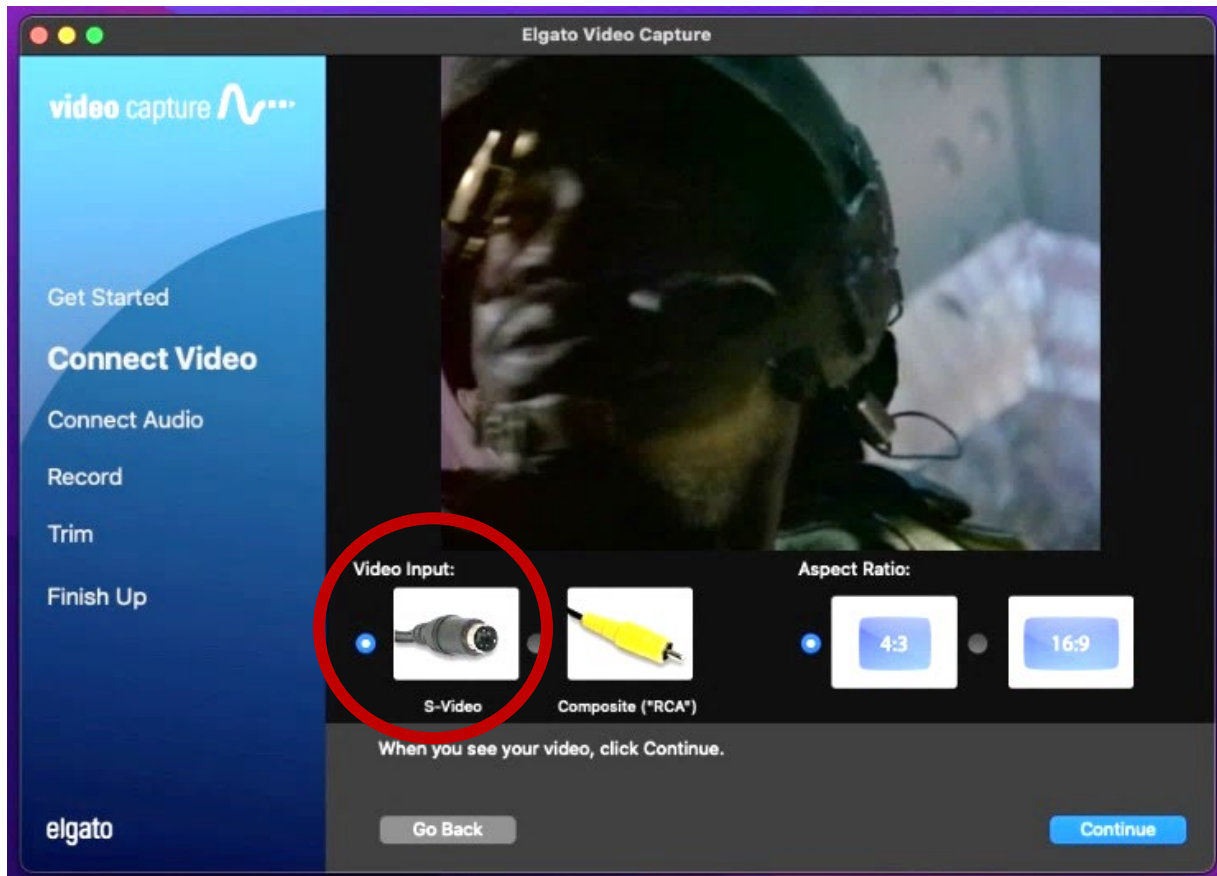 Elgato Video Capture
video capture
Get Started
Connect Video
Connect Audio
Record
Trim
Finish Up
elgato
Video Input:
S-Video
Composite ("RCA")
Aspect Ratio:
4:3
16:9
When you see your video, click Continue.
Go Back
Continue